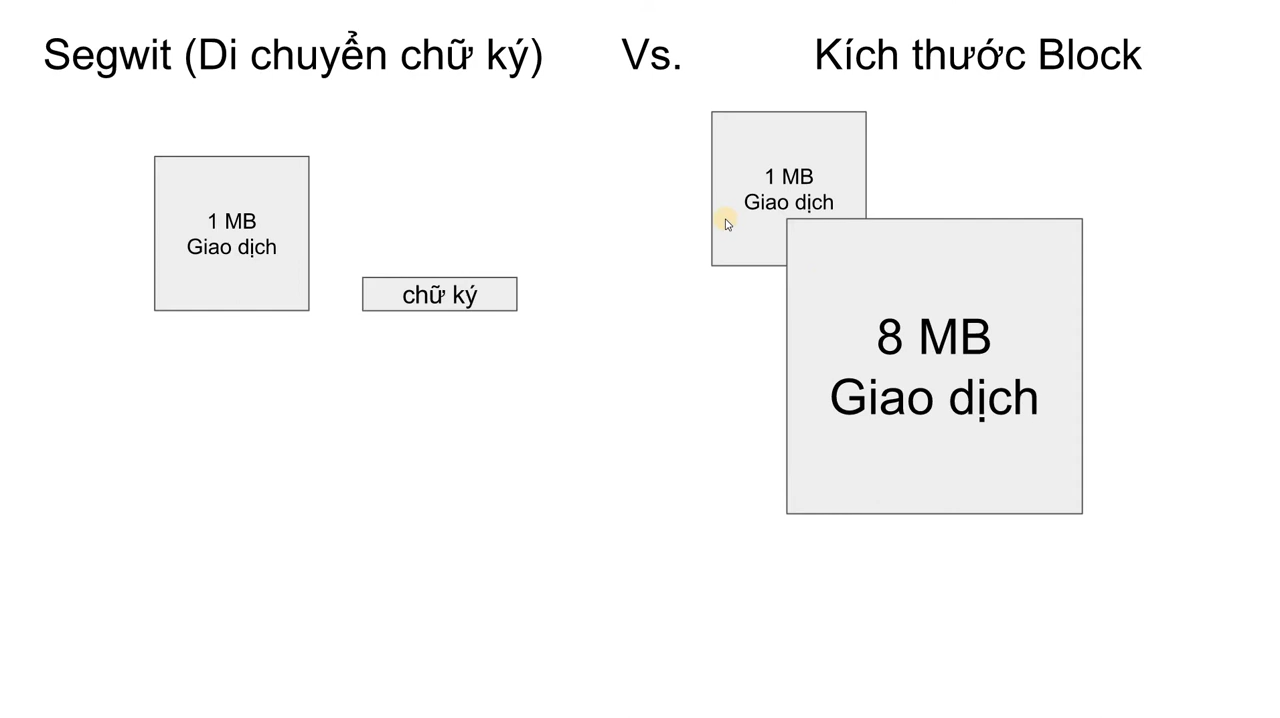 Segwit (Di chuyển chữ ký) Vs. Kích thước Block
1 MB
Giao dịch
chữ ký
1 MB
Giao dịch
8 MB
Giao dịch